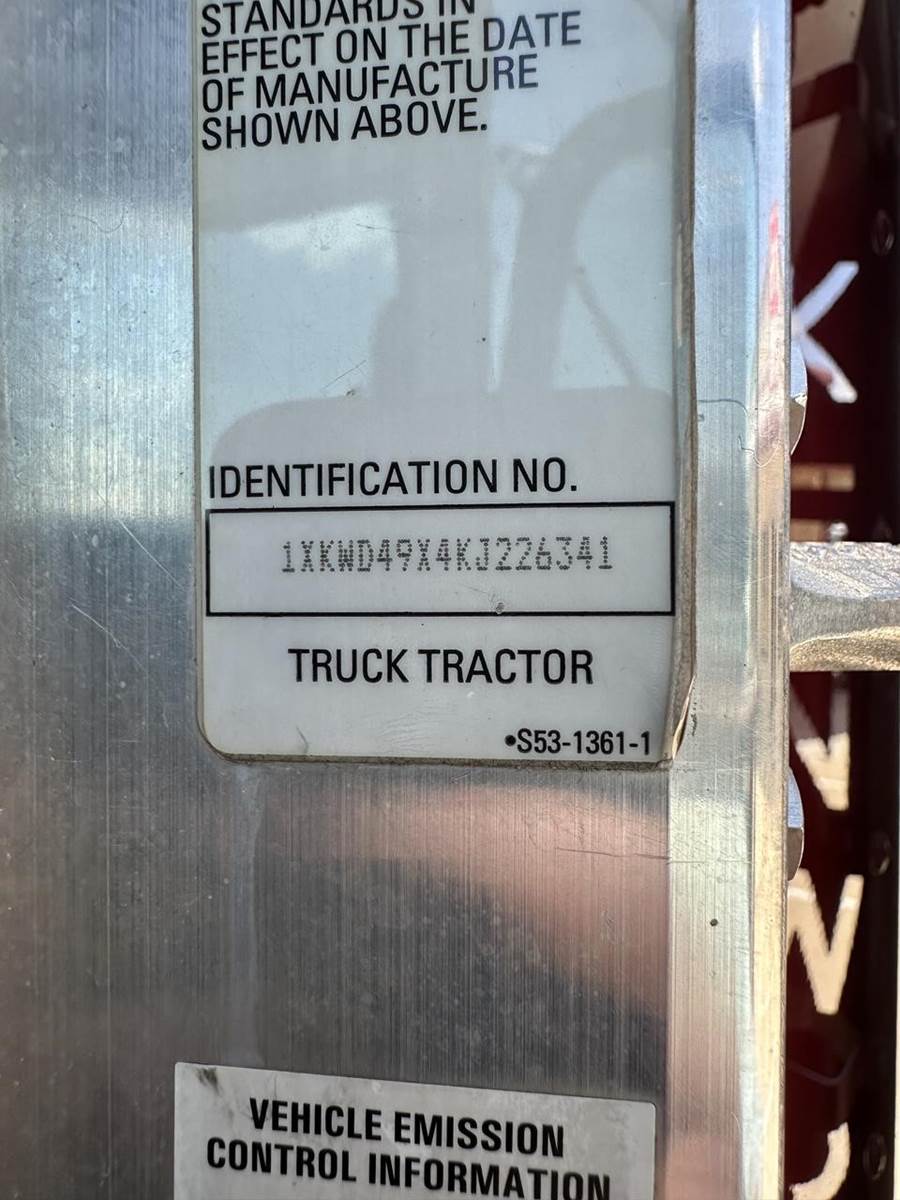 STANDARDS IN
EFFECT ON THE DATE
OF MANUFACTURE
SHOWN ABOVE.
IDENTIFICATION NO.
1XKWD49X4KJ226341
TRUCK TRACTOR
•S53-1361-1
VEHICLE EMISSION
CONTROL INFORMATION